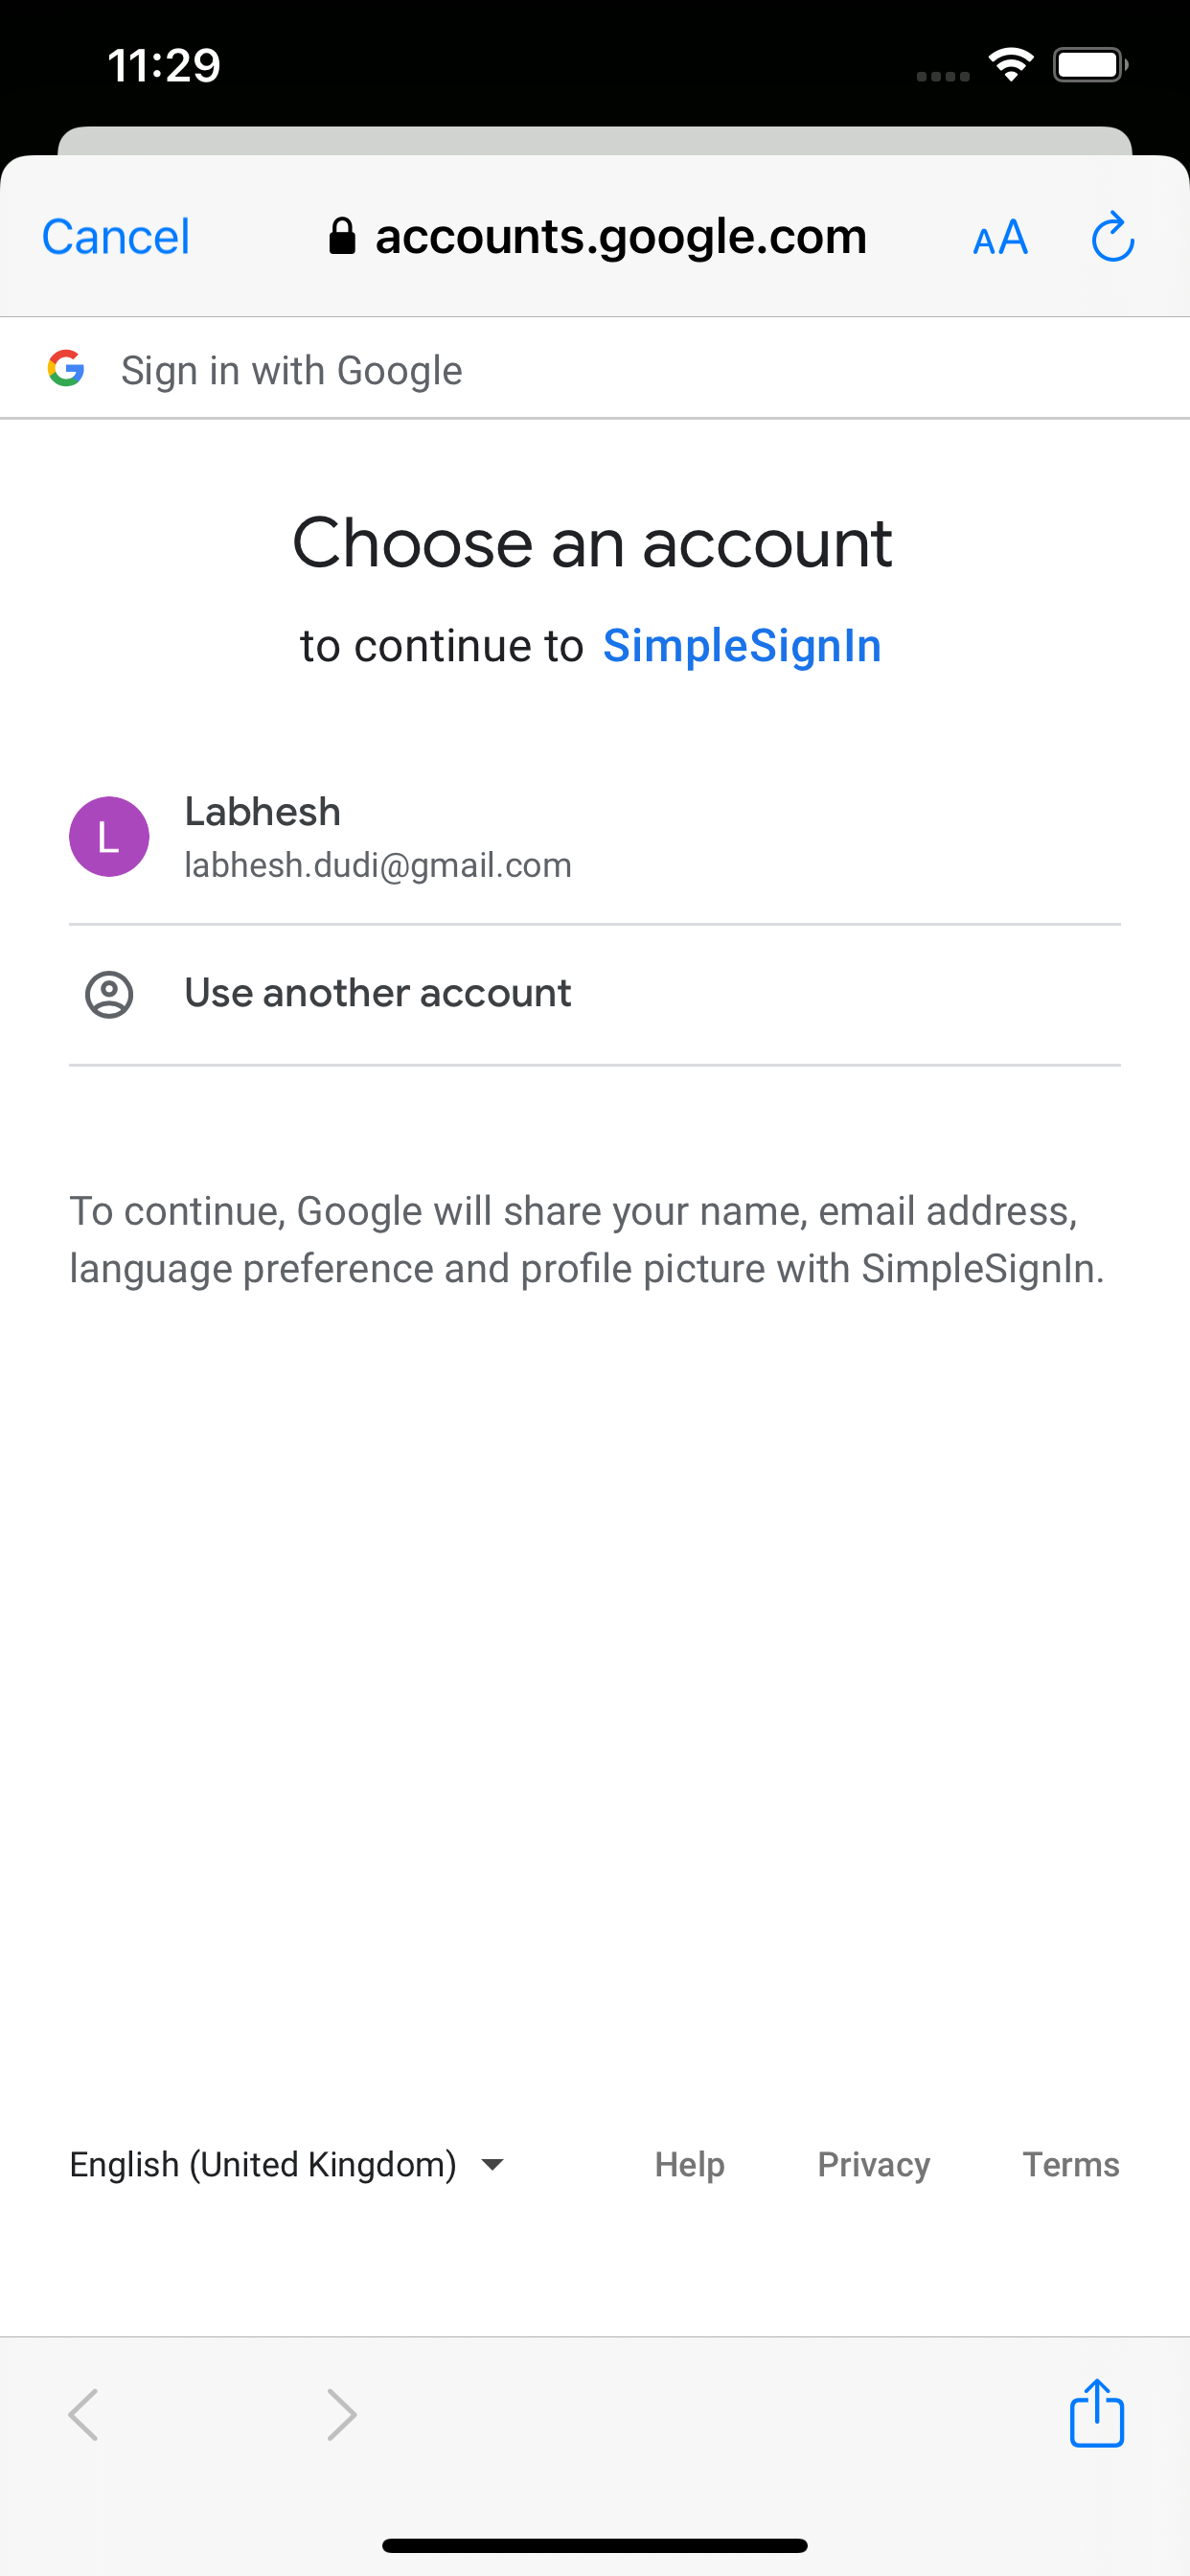 11:29
Cancel
accounts.google.com
AA
Sign in with Google
Choose an account
to continue to SimpleSignIn
L
Labhesh
labhesh.dudi@gmail.com
Use another account
To continue, Google will share your name, email address,
language preference and profile picture with SimpleSignIn.
English (United Kingdom)
Help
Privacy
Terms